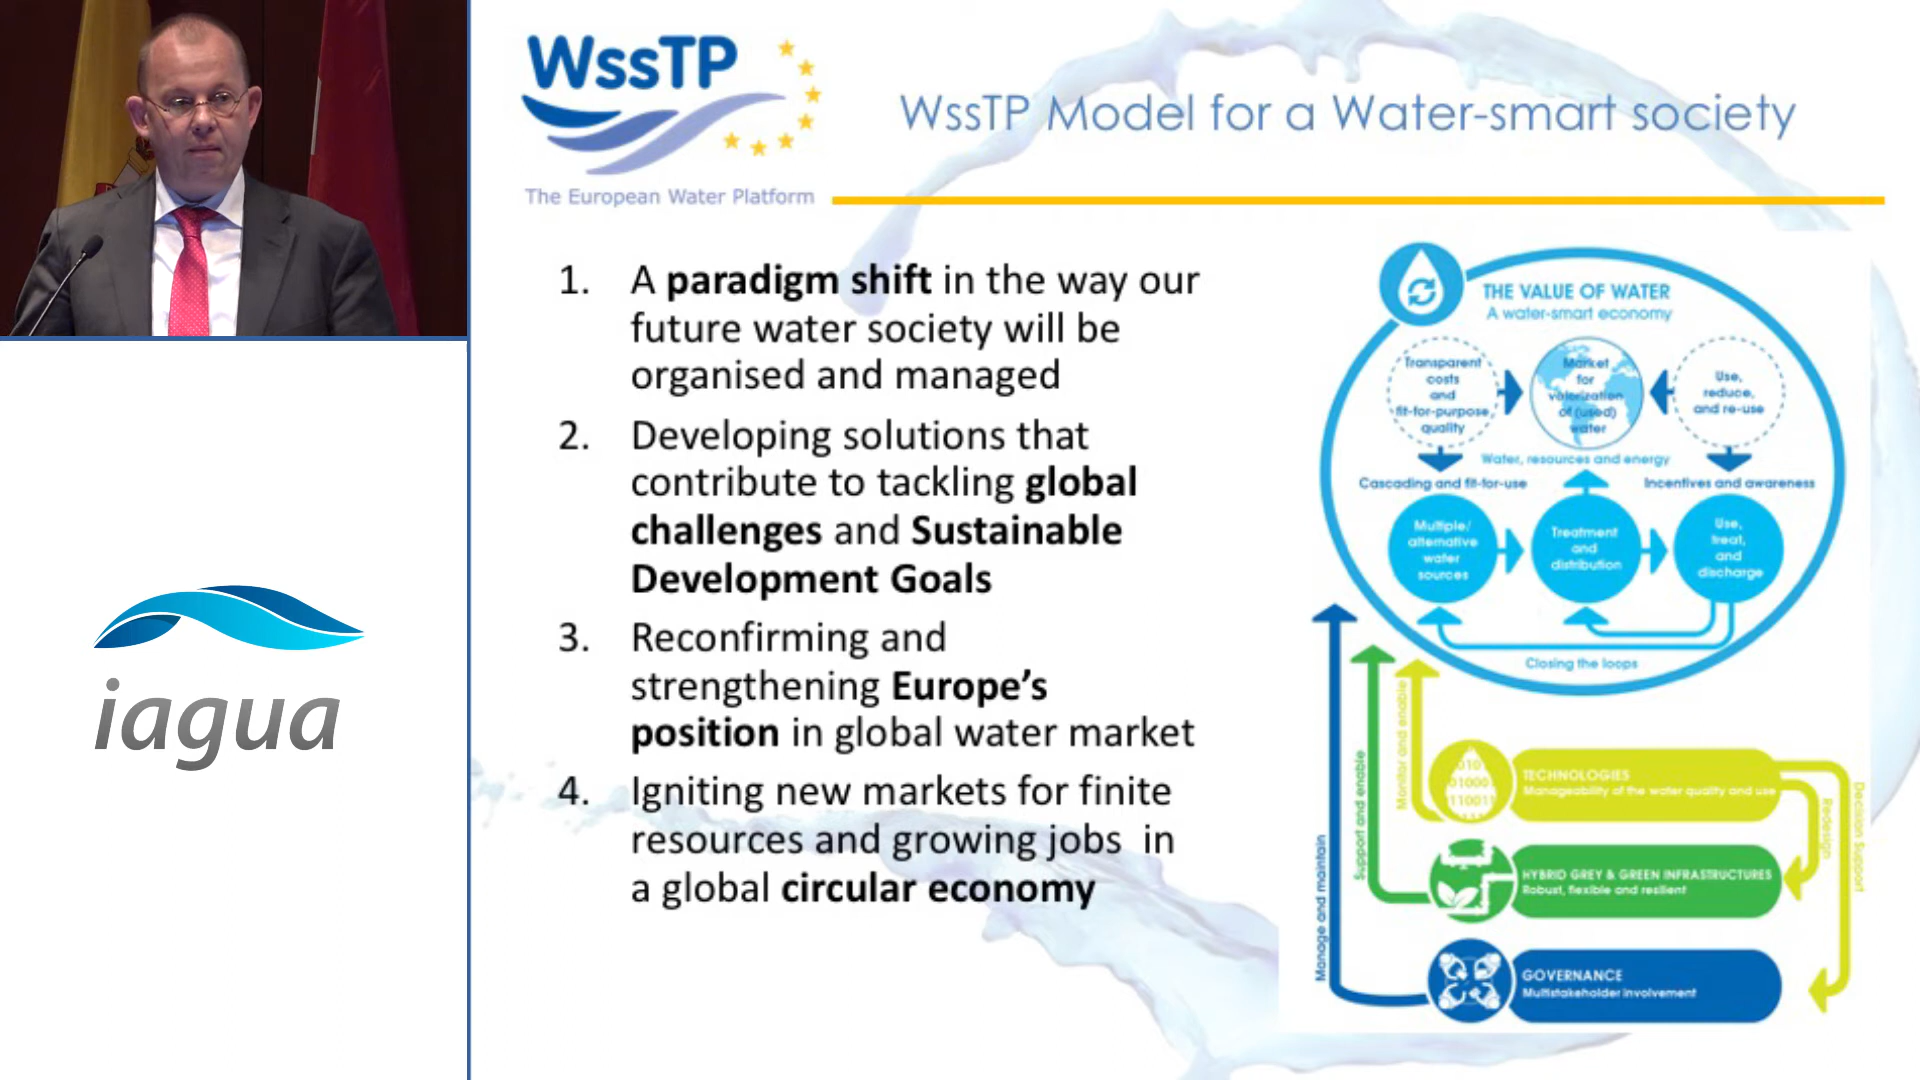 WssTP
The European Water Platform
WssTP Model for a Water-smart society
1. A paradigm shift in the way our
future water society will be
organised and managed
2. Developing solutions that
contribute to tackling global
challenges and Sustainable
Development Goals
3. Reconfirming and
strengthening Europe's
position in global water market
4. Igniting new markets for finite
resources and growing jobs  in
a global circular economy
iagua
THE VALUE OF WATER
A water-smart economy
Transparent
costs
and
fit-for-purpose
quality
Market
for
valorization
of (used)
water
Use,
reduce,
and re-use
Water, resources and energy
Cascading and fit-for-use
Incentives and awareness
Multiple/
alternative
water
sources
Treatment
and
distribution
Use,
treat,
and
discharge
Closing the loops
Manage and maintain
Support and enable
Monitor and enable
TECHNOLOGIES
Manageability of the water quality and use
Redesign
Decision Support
HYBRID GREY & GREEN INFRASTRUCTURES
Robust, flexible and resilient
GOVERNANCE
Multistakeholder involvement